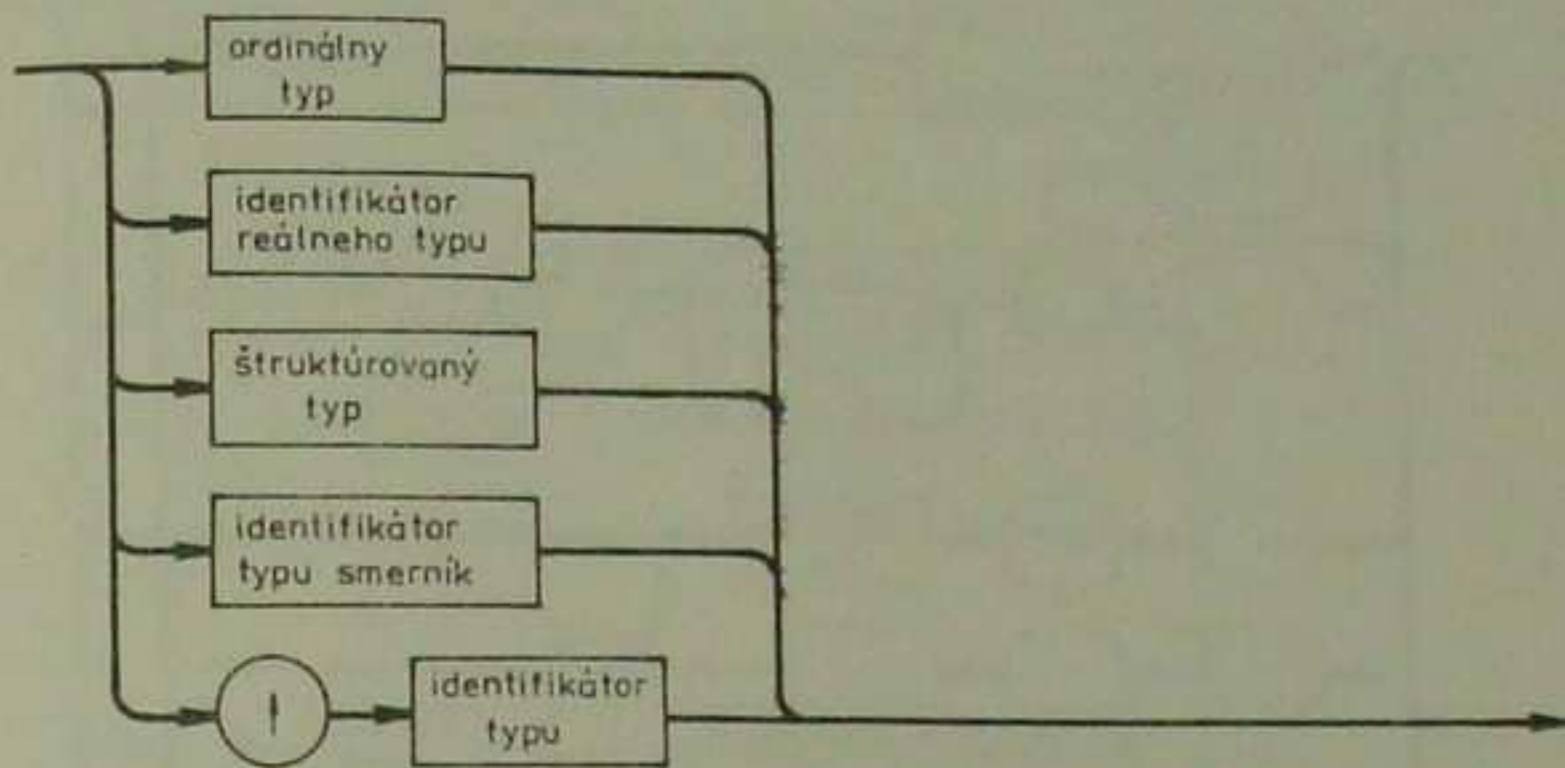 ordinálny
typ
identifikátor
reálneho typu
štruktúrovaný
typ
identifikátor
typu smerník
↑
identifikátor
typu